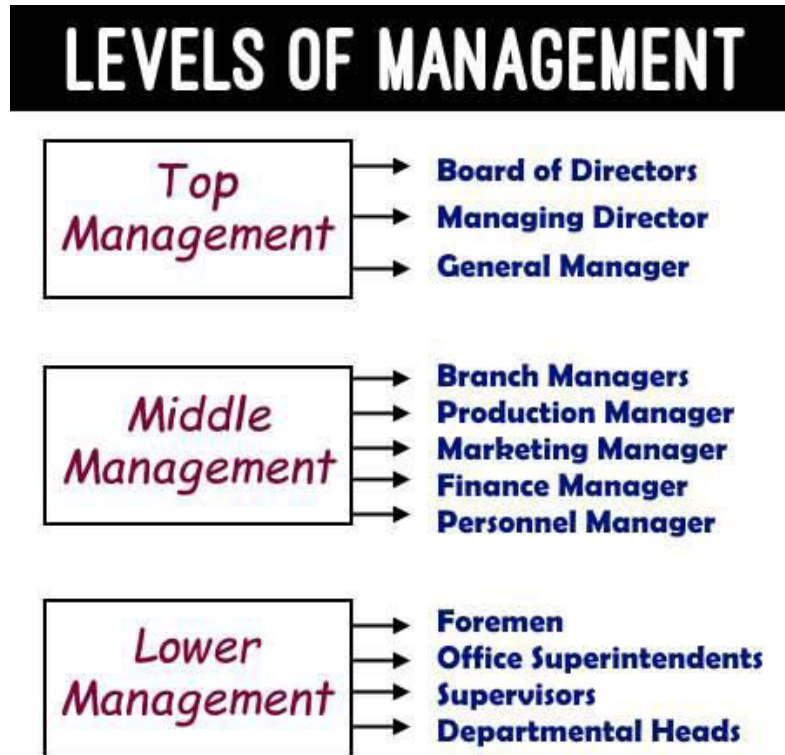 LEVELS OF MANAGEMENT
Top
Management
Board of Directors
Managing Director
General Manager
Middle
Management
Branch Managers
Production Manager
Marketing Manager
Finance Manager
Personnel Manager
Lower
Management
Foremen
Office Superintendents
Supervisors
Departmental Heads